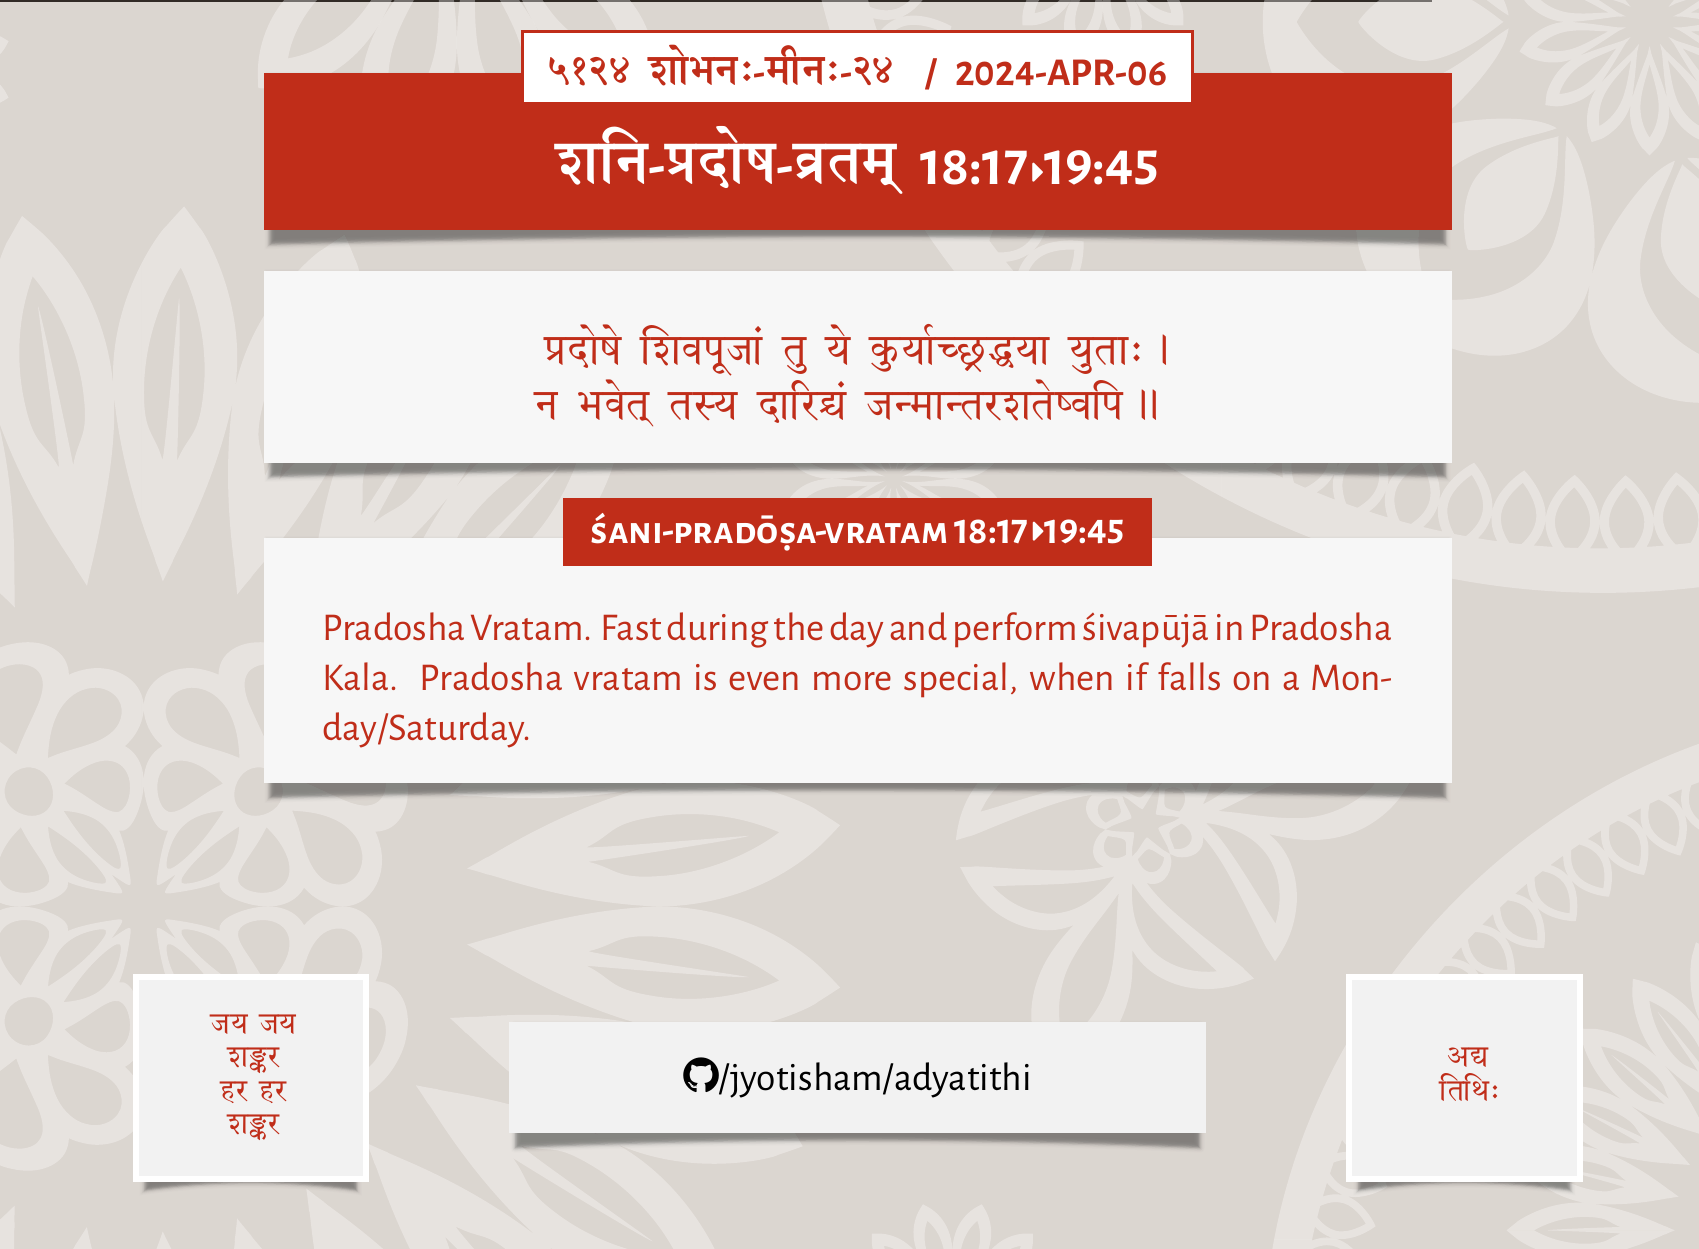 ५१२४ शोभनः-मीनः-२४ / 2024-APR-06
शनि-प्रदोष-व्रतम् 18:17▸19:45
प्रदोषे शिवपूजां तु ये कुर्याच्छ्रद्धया युताः ।
न भवेत् तस्य दारिद्र्यं जन्मान्तरशतेष्वपि ॥
ŚANI-PRADŌṢA-VRATAM 18:17▸19:45
Pradosha Vratam. Fast during the day and perform śivapūjā in Pradosha
Kala. Pradosha vratam is even more special, when if falls on a Mon-
day/Saturday.
जय जय
शङ्कर
हर हर
शङ्कर
/jyotisham/adyatithi
अद्य
तिथिः